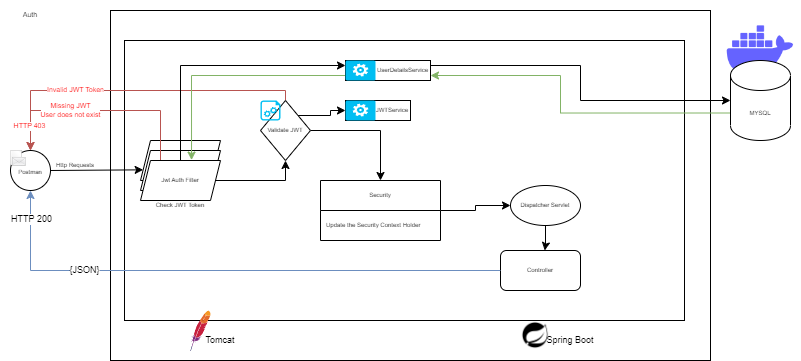 Auth
UserDetailsService
Invalid JWT Token
Missing JWT
User does not exist
JWTService
MYSQL
HTTP 403
Validate JWT
Http Requests
Postman
Jwt Auth Filter
Security
Check JWT Token
Dispatcher Servlet
HTTP 200
Update the Security Context Holder
{JSON}
Controller
Tomcat
Spring Boot